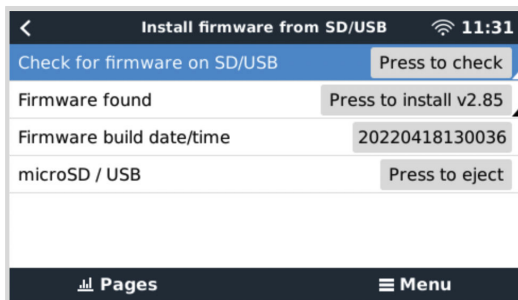 Install firmware from SD/USB 11:31
Check for firmware on SD/USB Press to check
Firmware found Press to install v2.85
Firmware build date/time 20220418130036
microSD / USB Press to eject
Pages Menu